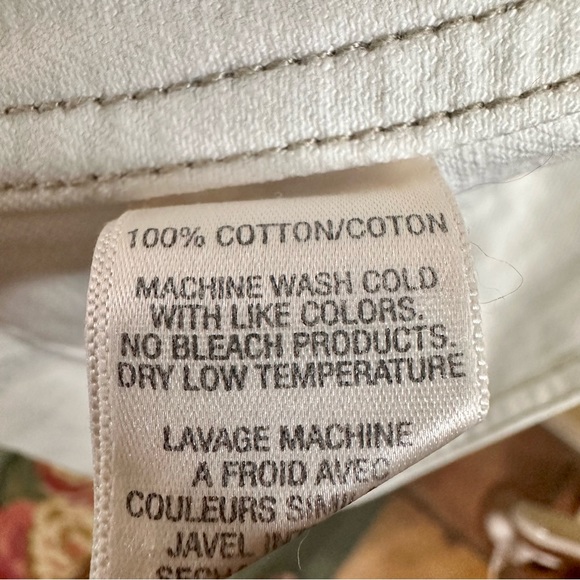 100% COTTON/COTON
MACHINE WASH COLD
WITH LIKE COLORS.
NO BLEACH PRODUCTS.
DRY LOW TEMPERATURE
LAVAGE MACHINE
A FROID AVEC
COULEURS
JAVEL